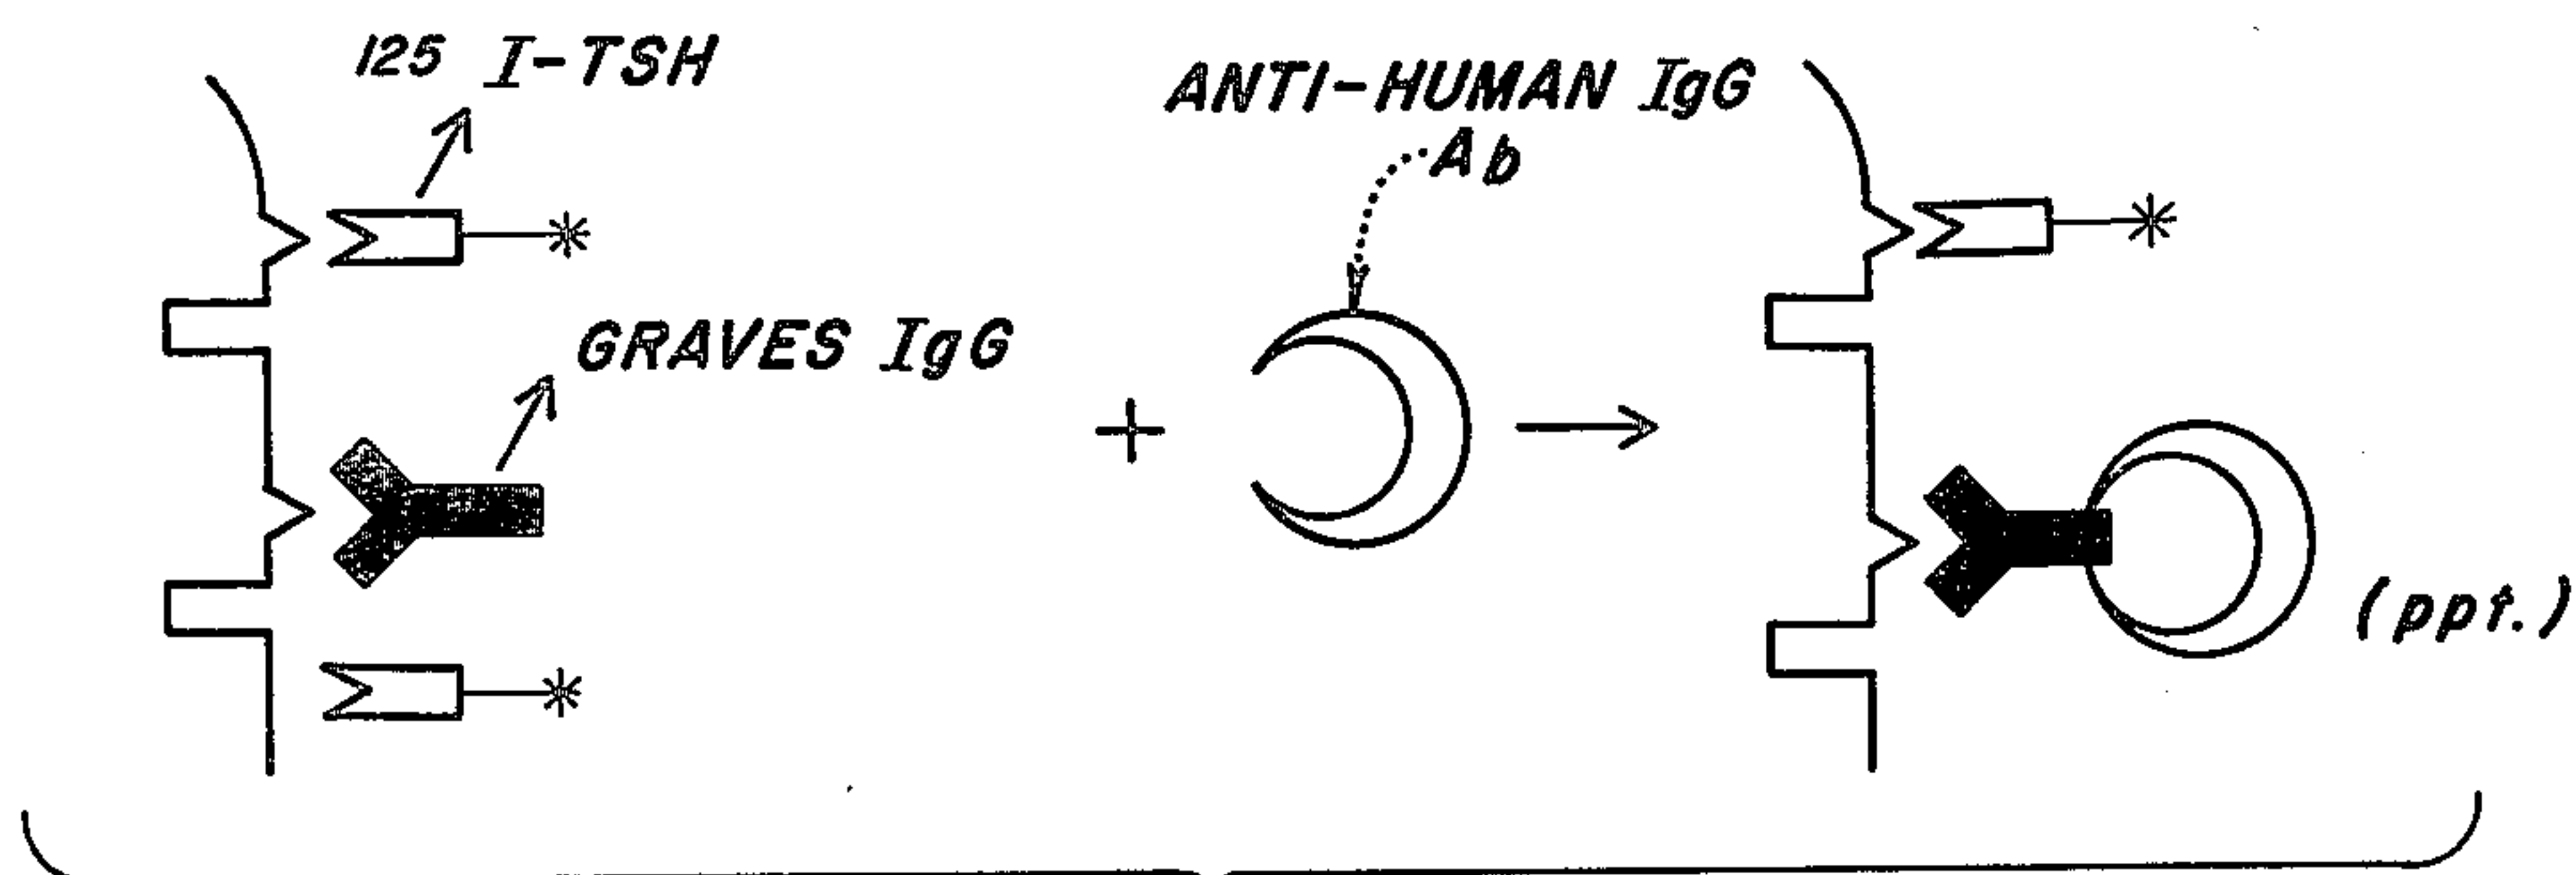 125 I-TSH
ANTI-HUMAN IgG
Ab
GRAVES IgG
+
(ppt.)